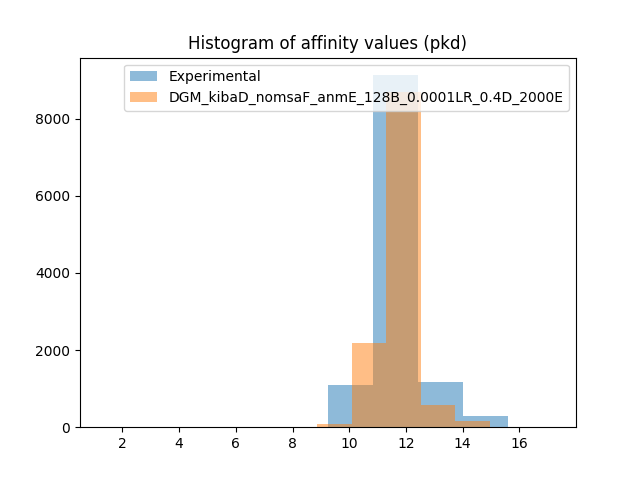 Histogram of affinity values (pkd)
Experimental
DGM_kibaD_nomsaF_anmE_128B_0.0001LR_0.4D_2000E
8000
6000
4000
2000
0
2 4 6 8 10 12 14 16